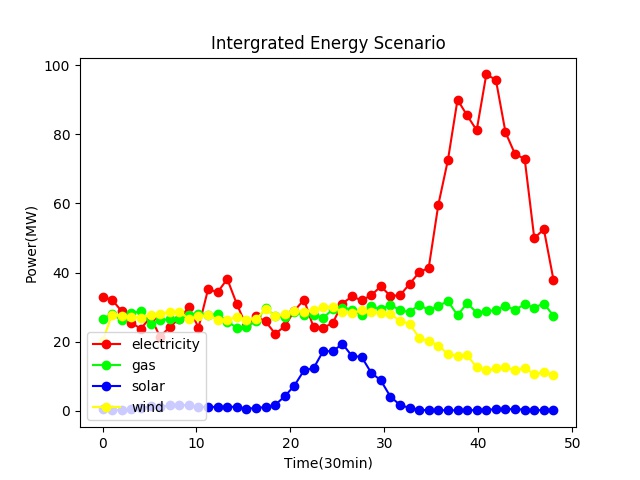 Intergrated Energy Scenario
100
80
60
40
20
0
Power(MW)
electricity
gas
solar
wind
0 10 20 30 40 50
Time(30min)